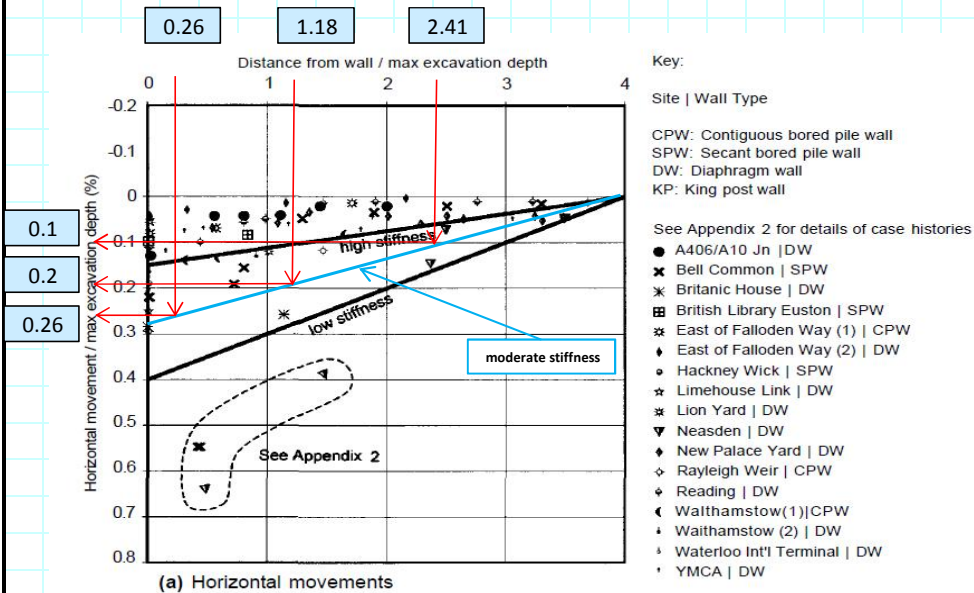 0.26 1.18 2.41
Distance from wall / max excavation depth
0 1 2 3 4
-0.2
-0.1
0
0.1
0.2
0.3
0.4
0.5
0.6
0.7
0.8
Horizontal movement / max excavation depth (%)
0.1
0.2
0.26
high stiffness
low stiffness
moderate stiffness
See Appendix 2
(a) Horizontal movements
Key:
Site | Wall Type
CPW: Contiguous bored pile wall
SPW: Secant bored pile wall
DW: Diaphragm wall
KP: King post wall
See Appendix 2 for details of case histories
A406/A10 Jn |DW
Bell Common | SPW
Britanic House | DW
British Library Euston | SPW
East of Falloden Way (1) | CPW
East of Falloden Way (2) | DW
Hackney Wick | SPW
Limehouse Link | DW
Lion Yard | DW
Neasden | DW
New Palace Yard | DW
Rayleigh Weir | CPW
Reading | DW
Walthamstow(1)|CPW
Waithamstow (2) | DW
Waterloo Int'l Terminal | DW
YMCA | DW